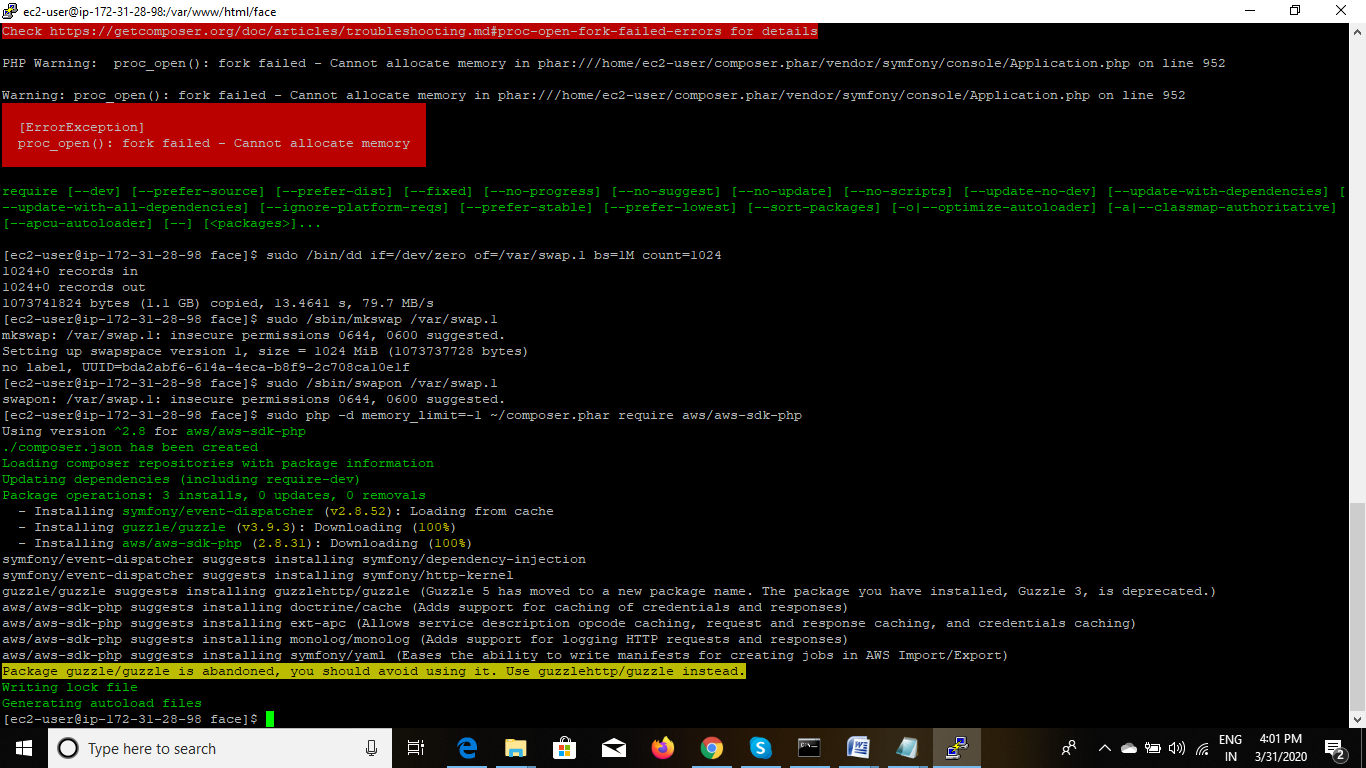 ec2-user@ip-172-31-28-98:/var/www/html/face
Check https://getcomposer.org/doc/articles/troubleshooting.md#proc-open-fork-failed-errors for details
PHP Warning:  proc_open(): fork failed - Cannot allocate memory in phar:///home/ec2-user/composer.phar/vendor/symfony/console/Application.php on line 952
Warning: proc_open(): fork failed - Cannot allocate memory in phar:///home/ec2-user/composer.phar/vendor/symfony/console/Application.php on line 952
[ErrorException]
proc_open(): fork failed - Cannot allocate memory
require [--dev] [--prefer-source] [--prefer-dist] [--fixed] [--no-progress] [--no-suggest] [--no-update] [--no-scripts] [--update-no-dev] [--update-with-dependencies] [
--update-with-all-dependencies] [--ignore-platform-reqs] [--prefer-stable] [--prefer-lowest] [--sort-packages] [-o|--optimize-autoloader] [-a|--classmap-authoritative]
[--apcu-autoloader] [--] [<packages>]...
[ec2-user@ip-172-31-28-98 face]$ sudo /bin/dd if=/dev/zero of=/var/swap.1 bs=1M count=1024
1024+0 records in
1024+0 records out
1073741824 bytes (1.1 GB) copied, 13.4641 s, 79.7 MB/s
[ec2-user@ip-172-31-28-98 face]$ sudo /sbin/mkswap /var/swap.1
mkswap: /var/swap.1: insecure permissions 0644, 0600 suggested.
Setting up swapspace version 1, size = 1024 MiB (1073737728 bytes)
no label, UUID=bda2abf6-614a-4eca-b8f9-2c708ca10e1f
[ec2-user@ip-172-31-28-98 face]$ sudo /sbin/swapon /var/swap.1
swapon: /var/swap.1: insecure permissions 0644, 0600 suggested.
[ec2-user@ip-172-31-28-98 face]$ sudo php -d memory_limit=-1 ~/composer.phar require aws/aws-sdk-php
Using version ^2.8 for aws/aws-sdk-php
./composer.json has been created
Loading composer repositories with package information
Updating dependencies (including require-dev)
Package operations: 3 installs, 0 updates, 0 removals
- Installing symfony/event-dispatcher (v2.8.52): Loading from cache
- Installing guzzle/guzzle (v3.9.3): Downloading (100%)
- Installing aws/aws-sdk-php (2.8.31): Downloading (100%)
symfony/event-dispatcher suggests installing symfony/dependency-injection
symfony/event-dispatcher suggests installing symfony/http-kernel
guzzle/guzzle suggests installing guzzlehttp/guzzle (Guzzle 5 has moved to a new package name. The package you have installed, Guzzle 3, is deprecated.)
aws/aws-sdk-php suggests installing doctrine/cache (Adds support for caching of credentials and responses)
aws/aws-sdk-php suggests installing ext-apc (Allows service description opcode caching, request and response caching, and credentials caching)
aws/aws-sdk-php suggests installing monolog/monolog (Adds support for logging HTTP requests and responses)
aws/aws-sdk-php suggests installing symfony/yaml (Eases the ability to write manifests for creating jobs in AWS Import/Export)
Package guzzle/guzzle is abandoned, you should avoid using it. Use guzzlehttp/guzzle instead.
Writing lock file
Generating autoload files
[ec2-user@ip-172-31-28-98 face]$
Type here to search
ENG
IN
4:01 PM
3/31/2020
2